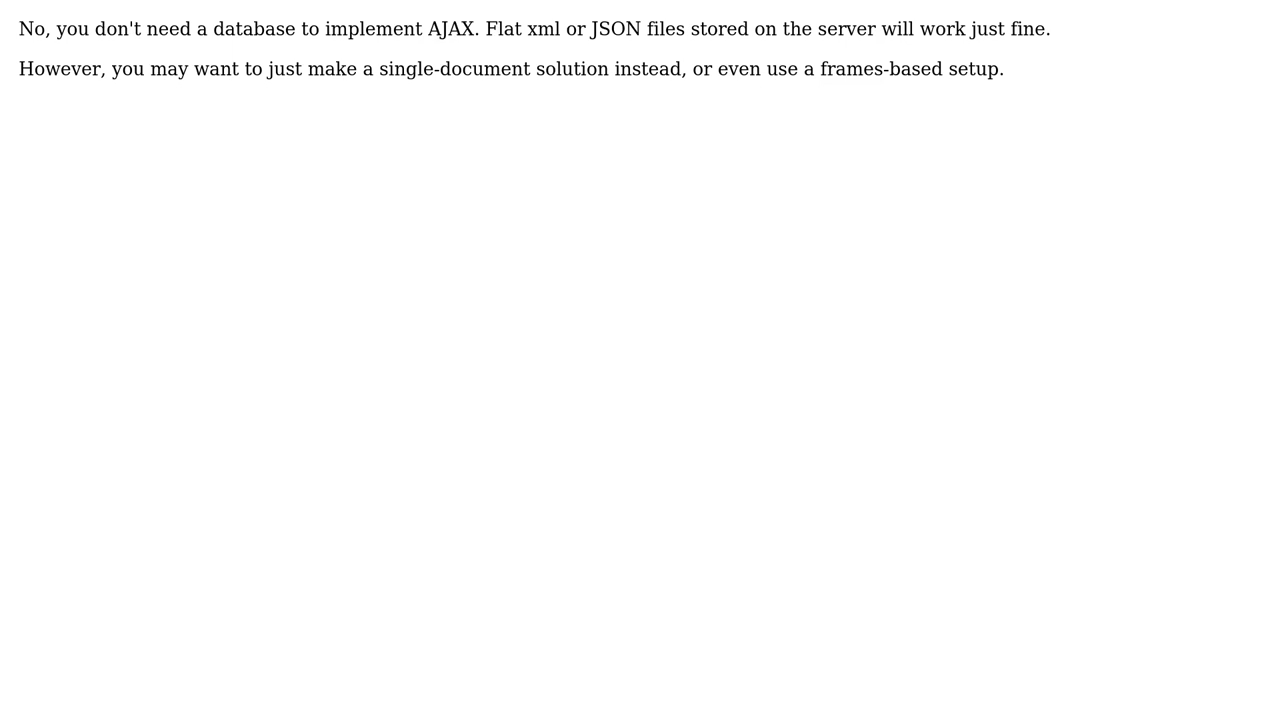 No, you don't need a database to implement AJAX. Flat xml or JSON files stored on the server will work just fine.
However, you may want to just make a single-document solution instead, or even use a frames-based setup.